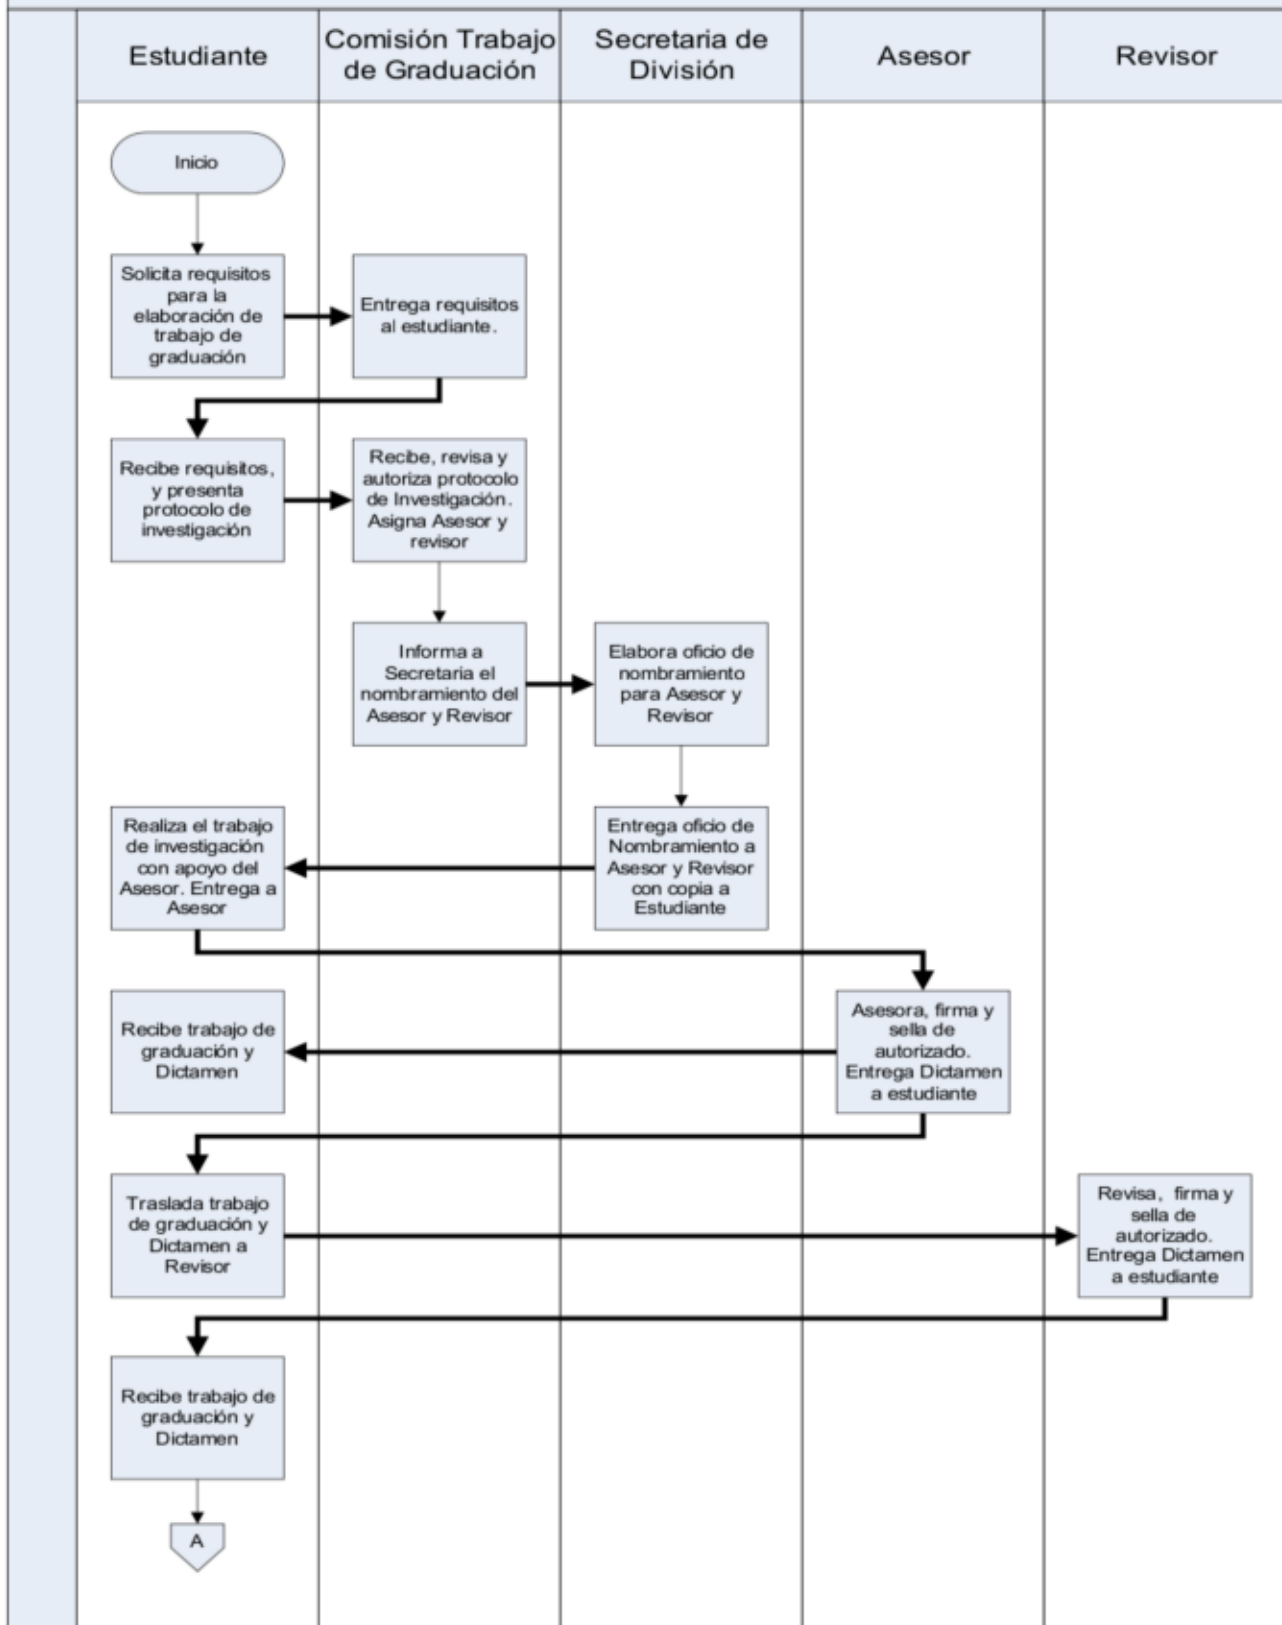 Estudiante
Comisión Trabajo
de Graduación
Secretaria de
División
Asesor
Revisor
Inicio
Solicita requisitos
para la
elaboración de
trabajo de
graduación
Entrega requisitos
al estudiante.
Recibe requisitos,
y presenta
protocolo de
investigación
Recibe, revisa y
autoriza protocolo
de Investigación.
Asigna Asesor y
revisor
Informa a
Secretaria el
nombramiento del
Asesor y Revisor
Elabora oficio de
nombramiento
para Asesor y
Revisor
Realiza el trabajo
de investigación
con apoyo del
Asesor. Entrega a
Asesor
Entrega oficio de
Nombramiento a
Asesor y Revisor
con copia a
Estudiante
Recibe trabajo de
graduación y
Dictamen
Asesora, firma y
sella de
autorizado.
Entrega Dictamen
a estudiante
Traslada trabajo
de graduación y
Dictamen a
Revisor
Revisa, firma y
sella de
autorizado.
Entrega Dictamen
a estudiante
Recibe trabajo de
graduación y
Dictamen
A